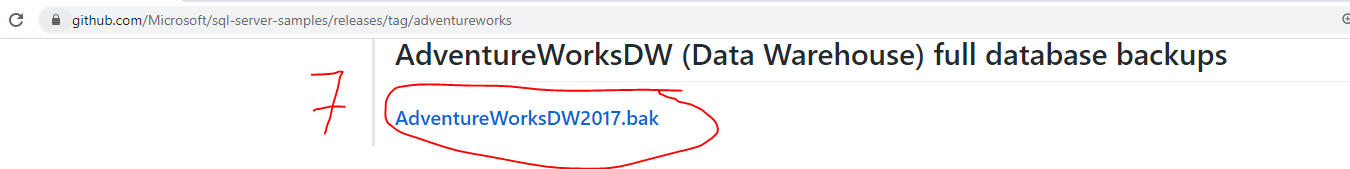 github.com/Microsoft/sql-server-samples/releases/tag/adventureworks
AdventureWorksDW (Data Warehouse) full database backups
7
AdventureWorksDW2017.bak